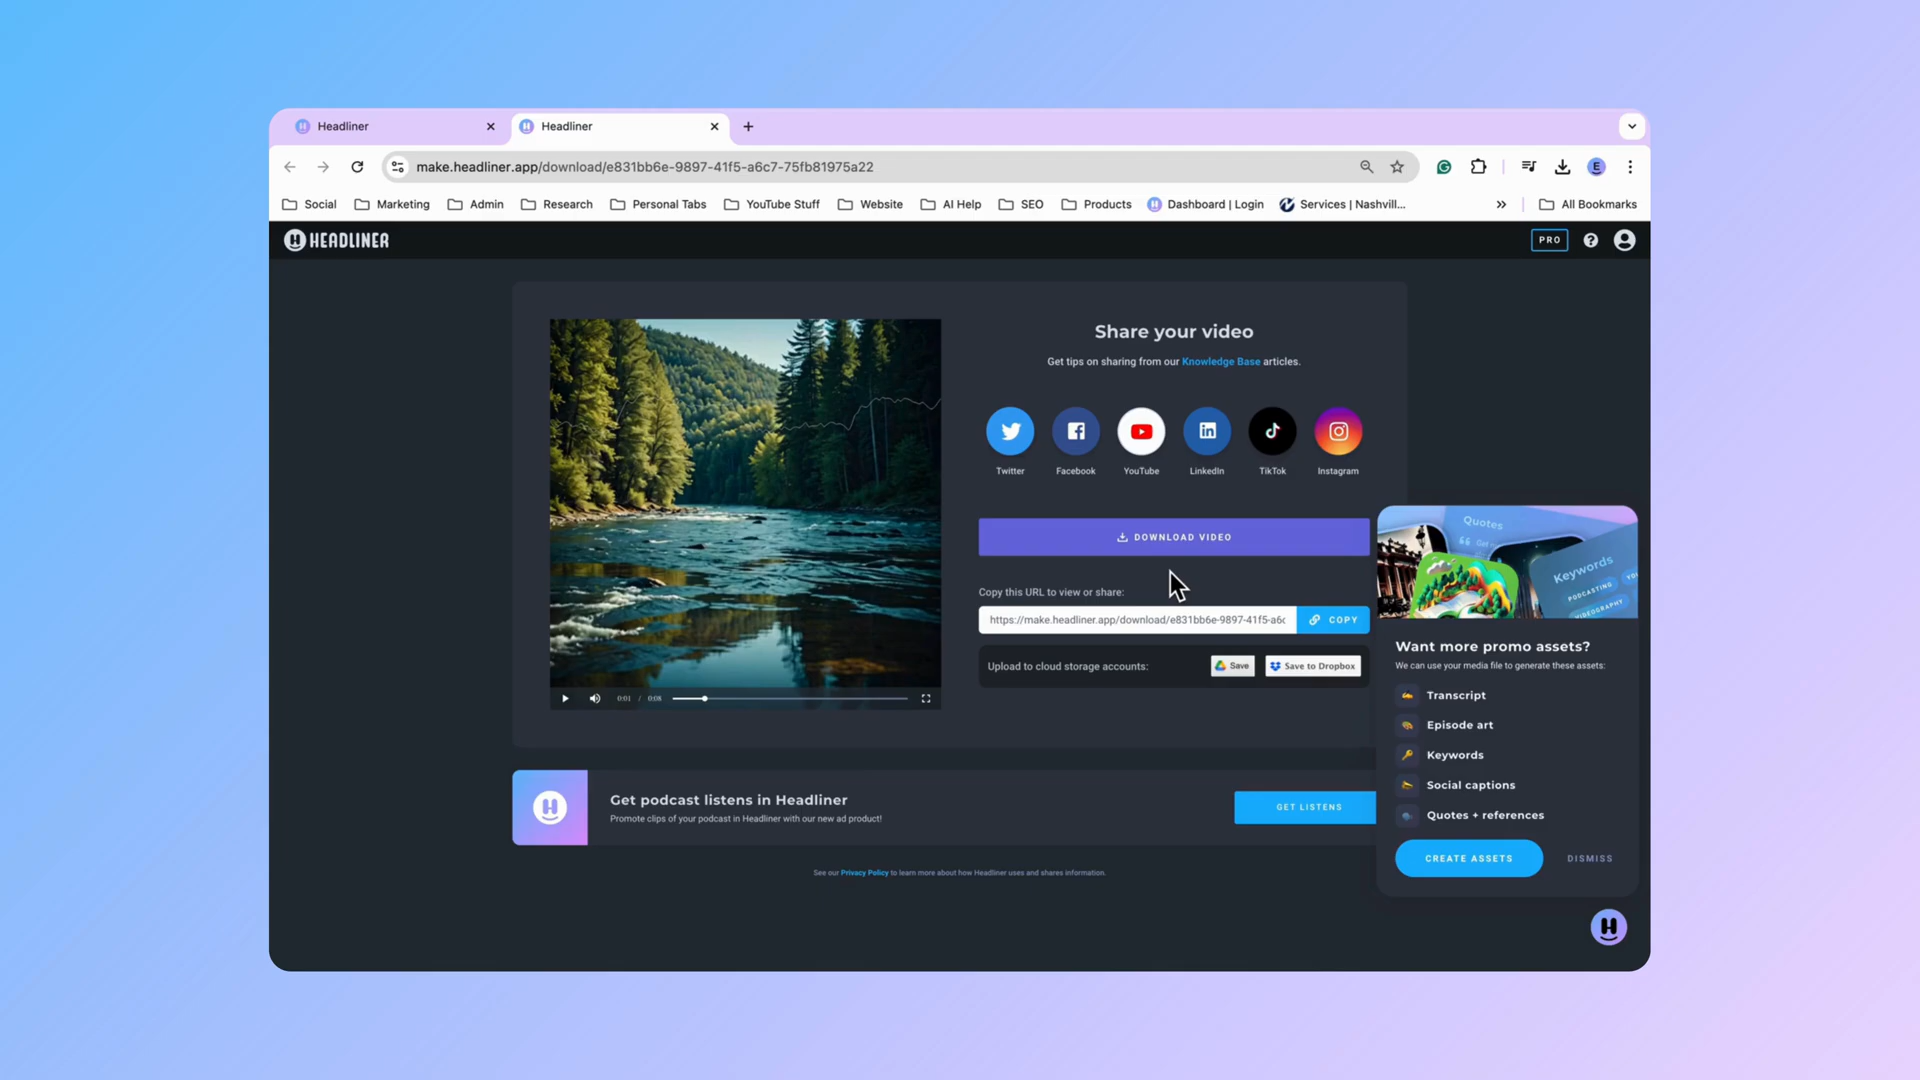 Headliner
Headliner
make.headliner.app/download/e831bb6e-9897-41f5-a6c7-75fb81975a22
E
Social
Marketing
Admin
Research
Personal Tabs
YouTube Stuff
Website
AI Help
SEO
Products
Dashboard | Login
Services | Nashvill...
All Bookmarks
HEADLINER
PRO
Share your video
Get tips on sharing from our Knowledge Base articles.
Twitter
Facebook
YouTube
LinkedIn
TikTok
Instagram
DOWNLOAD VIDEO
Copy this URL to view or share:
https://make.headliner.app/download/e831bb6e-9897-41f5-a6c
COPY
Upload to cloud storage accounts:
Save
Save to Dropbox
0:01 / 0:08
Quotes
Keywords
PODCASTING
VIDEOGRAPHY
Want more promo assets?
We can use your media file to generate these assets:
Transcript
Episode art
Keywords
Social captions
Quotes + references
CREATE ASSETS
DISMISS
Get podcast listens in Headliner
Promote clips of your podcast in Headliner with our new ad product!
GET LISTENS
See our Privacy Policy to learn more about how Headliner uses and shares information.